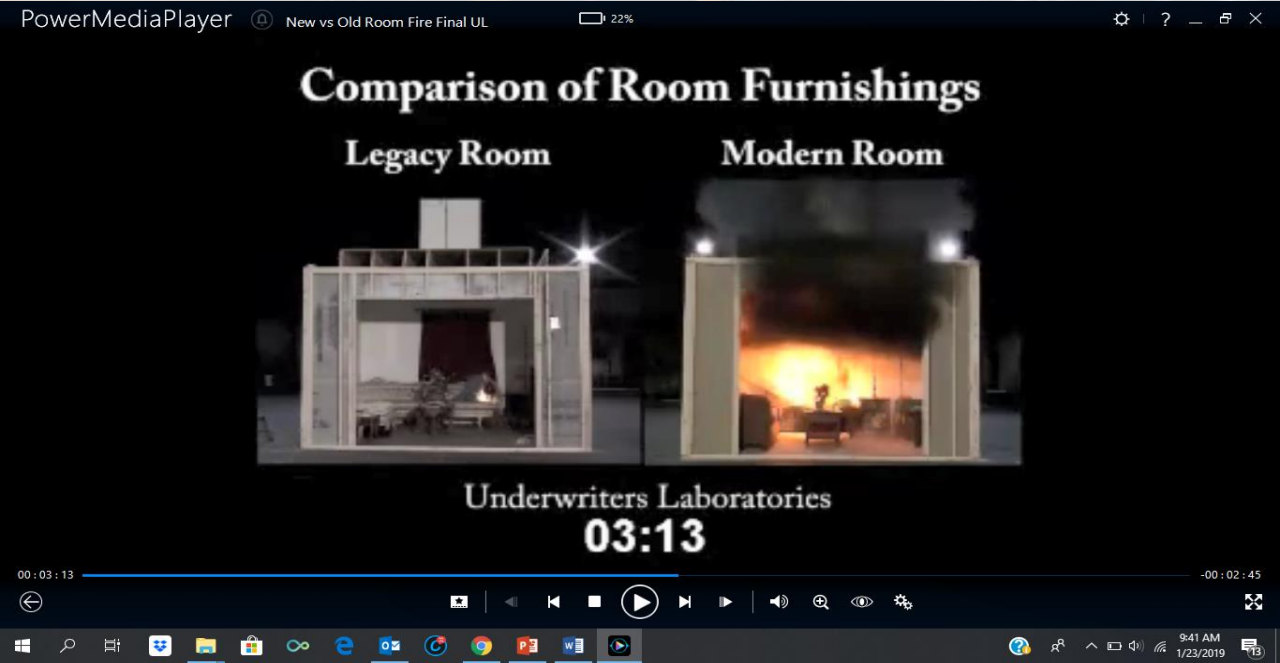 PowerMediaPlayer
New vs Old Room Fire Final UL
22%
?
Comparison of Room Furnishings
Legacy Room
Modern Room
Underwriters Laboratories
03:13
00:03:13
-00:02:45
9:41 AM
1/23/2019
13